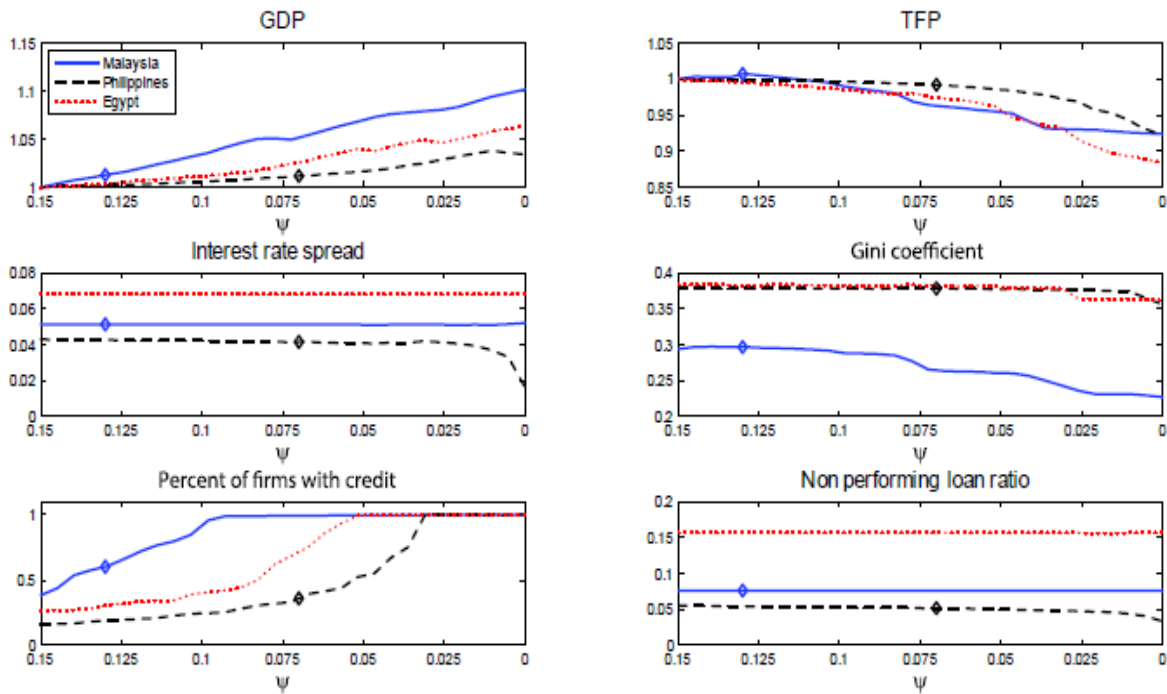 GDP
1.15
1.1
1.05
1
Malaysia
Philippines
Egypt
0.15 0.125 0.1 0.075 0.05 0.025 0
ψ
TFP
1.05
1
0.95
0.9
0.85
0.15 0.125 0.1 0.075 0.05 0.025 0
ψ
Interest rate spread
0.08
0.06
0.04
0.02
0
0.15 0.125 0.1 0.075 0.05 0.025 0
ψ
Gini coefficient
0.4
0.35
0.3
0.25
0.2
0.15 0.125 0.1 0.075 0.05 0.025 0
ψ
Percent of firms with credit
1
0.5
0
0.15 0.125 0.1 0.075 0.05 0.025 0
ψ
Non performing loan ratio
0.2
0.15
0.1
0.05
0
0.15 0.125 0.1 0.075 0.05 0.025 0
ψ